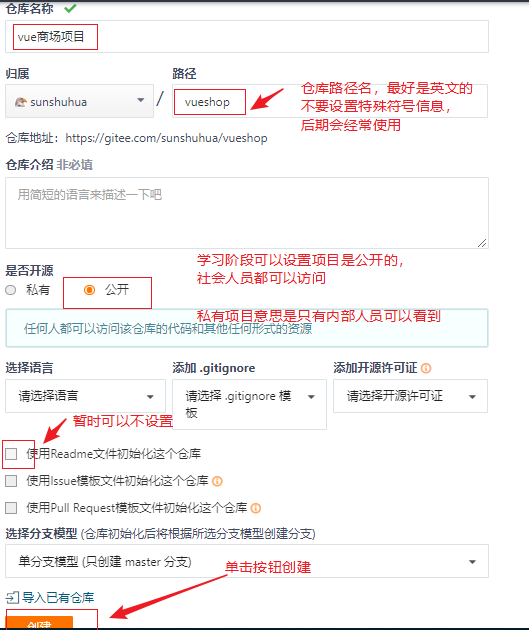 仓库名称
vue商场项目
归属
路径
sunshuhua
/
vueshop
仓库路径名，最好是英文的
不要设置特殊符号信息，
后期会经常使用
仓库地址：https://gitee.com/sunshuhua/vueshop
仓库介绍 非必填
用简短的语言来描述一下吧
学习阶段可以设置项目是公开的，
社会人员都可以访问
是否开源
私有
公开
私有项目意思是只有内部人员可以看到
任何人都可以访问该仓库的代码和其他任何形式的资源
选择语言
添加 .gitignore
添加开源许可证
请选择语言
请选择 .gitignore 模
板
请选择开源许可证
暂时可以不设置
使用Readme文件初始化这个仓库
使用Issue模板文件初始化这个仓库
使用Pull Request模板文件初始化这个仓库
选择分支模型 (仓库初始化后将根据所选分支模型创建分支)
单分支模型 (只创建 master 分支)
单击按钮创建
导入已有仓库
创建